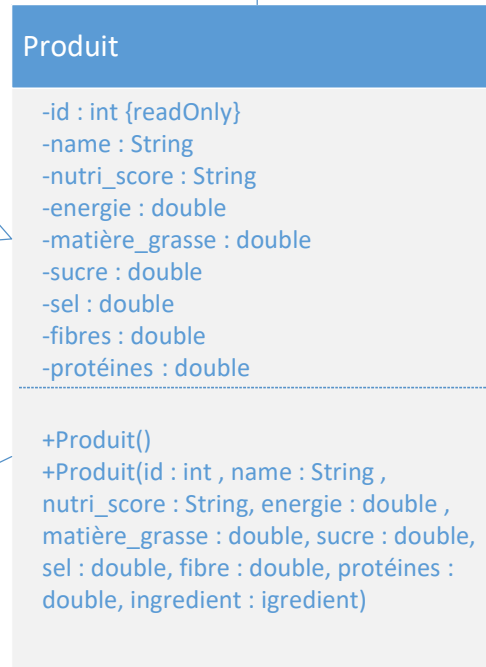 Produit
-id : int {readOnly}
-name : String
-nutri_score : String
-energie : double
-matière_grasse : double
-sucre : double
-sel : double
-fibres : double
-protéines : double
+Produit()
+Produit(id : int , name : String ,
nutri_score : String, energie : double ,
matière_grasse : double, sucre : double,
sel : double, fibre : double, protéines :
double, ingredient : igredient)